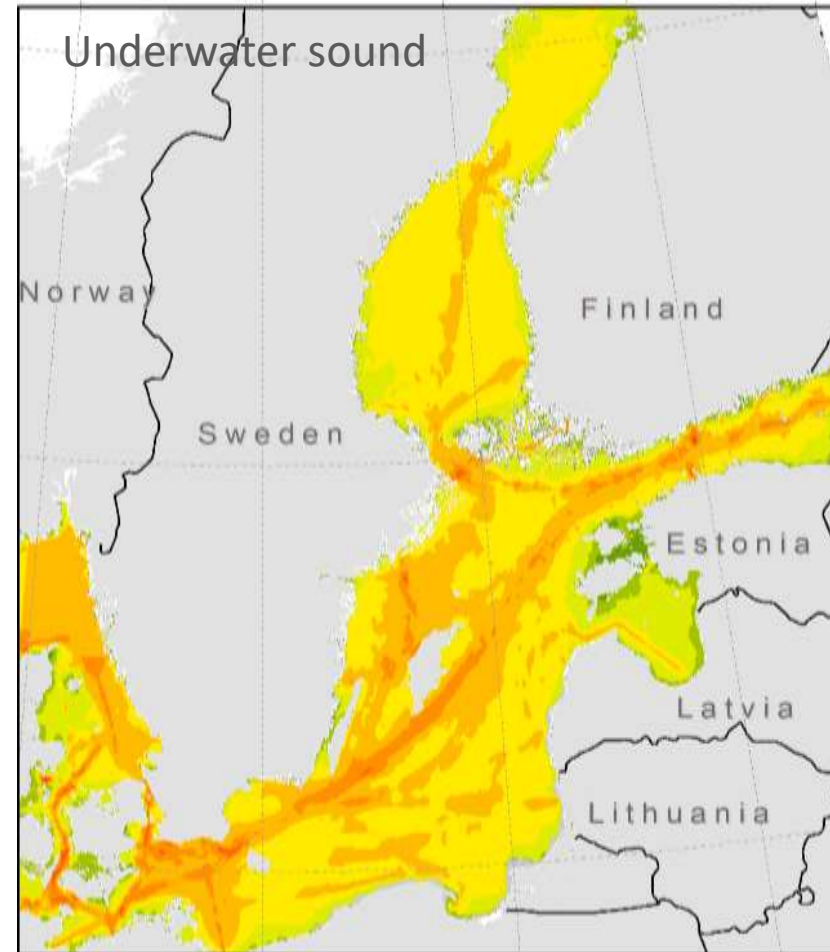 Underwater sound
Norway
Finland
Sweden
Estonia
Latvia
Lithuania